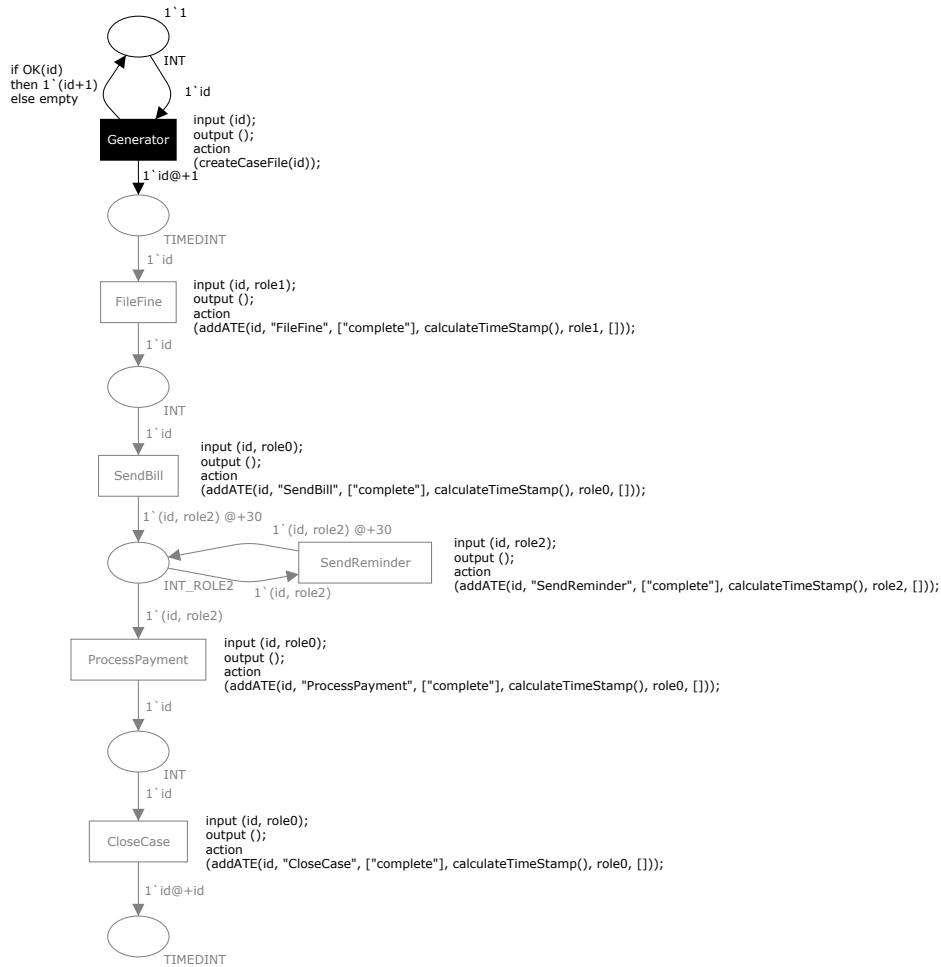 1`1
INT
if OK(id)
then 1`(id+1)
else empty
1`id
Generator
input (id);
output ();
action
(createCaseFile(id));
1`id@+1
TIMEDINT
1`id
FileFine
input (id, role1);
output ();
action
(addATE(id, "FileFine", ["complete"], calculateTimeStamp(), role1, []));
1`id
INT
1`id
SendBill
input (id, role0);
output ();
action
(addATE(id, "SendBill", ["complete"], calculateTimeStamp(), role0, []));
1`(id, role2) @+30
1`(id, role2) @+30
SendReminder
input (id, role2);
output ();
action
(addATE(id, "SendReminder", ["complete"], calculateTimeStamp(), role2, []));
INT_ROLE2
1`(id, role2)
1`(id, role2)
ProcessPayment
input (id, role0);
output ();
action
(addATE(id, "ProcessPayment", ["complete"], calculateTimeStamp(), role0, []));
1`id
INT
1`id
CloseCase
input (id, role0);
output ();
action
(addATE(id, "CloseCase", ["complete"], calculateTimeStamp(), role0, []));
1`id@+id
TIMEDINT